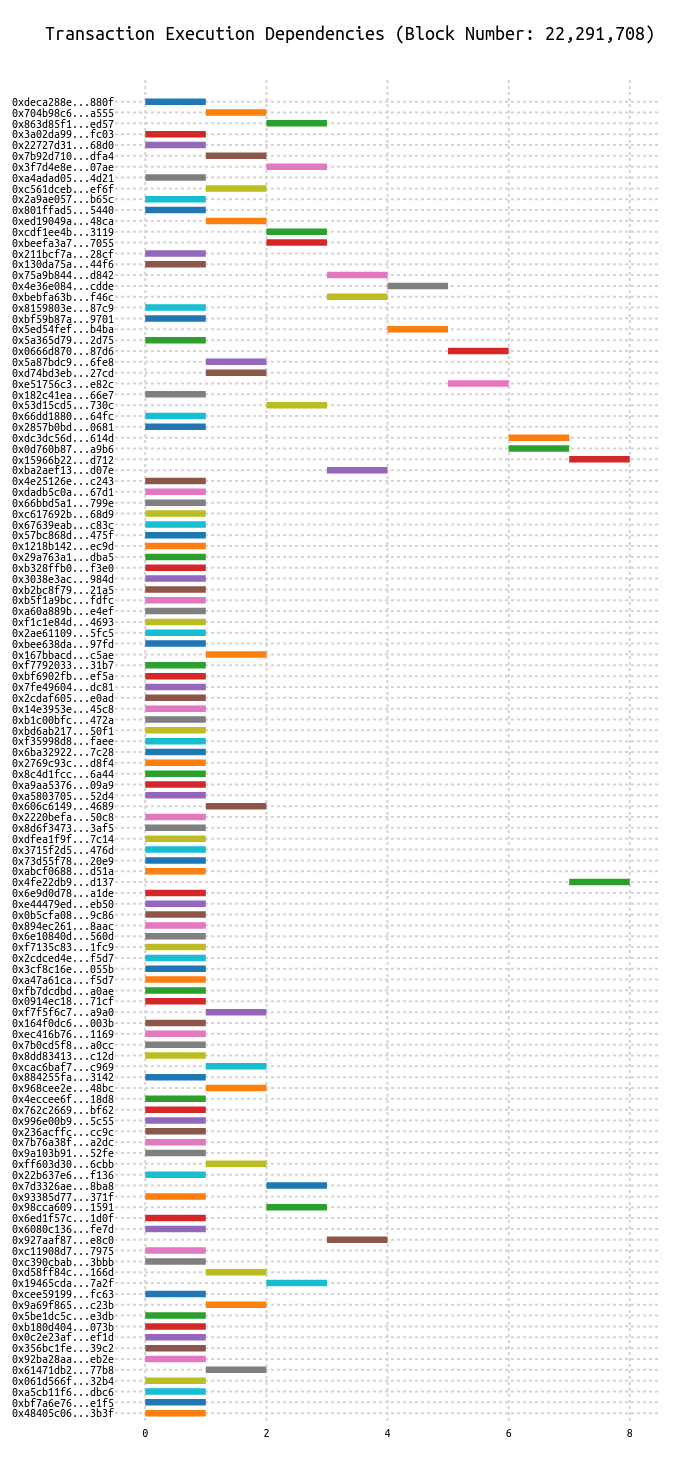 Transaction Execution Dependencies (Block Number: 22,291,708)
0xdeca288e...880f
0x704b98c6...a555
0x863d85f1...ed57
0x3a02da99...fc03
0x22727d31...68d0
0x7b92d710...dfa4
0x3f7d4e8e...07ae
0xa4adad05...4d21
0xc561dceb...ef6f
0x2a9ae057...b65c
0x801ffad5...5440
0xed19049a...48ca
0xcdf1ee4b...3119
0xbeefa3a7...7055
0x211bcf7a...28cf
0x130da75a...44f6
0x75a9b844...d842
0x4e36e084...cdde
0xbebfa63b...f46c
0x8159803e...87c9
0xbf59b87a...9701
0x5ed54fef...b4ba
0x5a365d79...2d75
0x0666d870...87d6
0x5a87bdc9...6fe8
0xd74bd3eb...27cd
0xe51756c3...e82c
0x182c41ea...66e7
0x53d15cd5...730c
0x66dd1880...64fc
0x2857b0bd...0681
0xdc3dc56d...614d
0x0d760b87...a9b6
0x15966b22...d712
0xba2aef13...d07e
0x4e25126e...c243
0xdadb5c0a...67d1
0x66bbd5a1...799e
0xc617692b...68d9
0x67639eab...c83c
0x57bc868d...475f
0x1218b142...ec9d
0x29a763a1...dba5
0xb328ffb0...f3e0
0x3038e3ac...984d
0xb2bc8f79...21a5
0xb5f1a9bc...fdfc
0xa60a889b...e4ef
0xf1c1e84d...4693
0x2ae61109...5fc5
0xbee638da...97fd
0x167bbacd...c5ae
0xf7792033...31b7
0xbf6902fb...ef5a
0x7fe49604...dc81
0x2cdaf605...e0ad
0x14e3953e...45c8
0xb1c00bfc...472a
0xbd6ab217...50f1
0xf35998d8...faee
0x6ba32922...7c28
0x2769c93c...d8f4
0x8c4d1fcc...6a44
0xa9aa5376...09a9
0xa5803705...52d4
0x606c6149...4689
0x2220befa...50c8
0x8d6f3473...3af5
0xdfea1f9f...7c14
0x3715f2d5...476d
0x73d55f78...20e9
0xabcf0688...d51a
0x4fe22db9...d137
0x6e9d0d78...a1de
0xe44479ed...eb50
0x0b5cfa08...9c86
0x894ec261...8aac
0x6e10840d...560d
0xf7135c83...1fc9
0x2cdced4e...f5d7
0x3cf8c16e...055b
0xa47a61ca...f5d7
0xfb7dcdbd...a0ae
0x0914ec18...71cf
0xf7f5f6c7...a9a0
0x164f0dc6...003b
0xec416b76...1169
0x7b0cd5f8...a0cc
0x8dd83413...c12d
0xcac6baf7...c969
0x884255fa...3142
0x968cee2e...48bc
0x4eccee6f...18d8
0x762c2669...bf62
0x996e00b9...5c55
0x236acffc...cc9c
0x7b76a38f...a2dc
0x9a103b91...52fe
0xff603d30...6cbb
0x22b637e6...f136
0x7d3326ae...8ba8
0x93385d77...371f
0x98cca609...1591
0x6ed1f57c...1d0f
0x6080c136...fe7d
0x927aaf87...e8c0
0xc11908d7...7975
0xc390cbab...3bbb
0xd58ff84c...166d
0x19465cda...7a2f
0xcee59199...fc63
0x9a69f865...c23b
0x5be1dc5c...e3db
0xb180d404...073b
0x0c2e23af...ef1d
0x356bc1fe...39c2
0x92ba28aa...eb2e
0x61471db2...77b8
0x061d566f...32b4
0xa5cb11f6...dbc6
0xbf7a6e76...e1f5
0x48405c06...3b3f
0 2 4 6 8